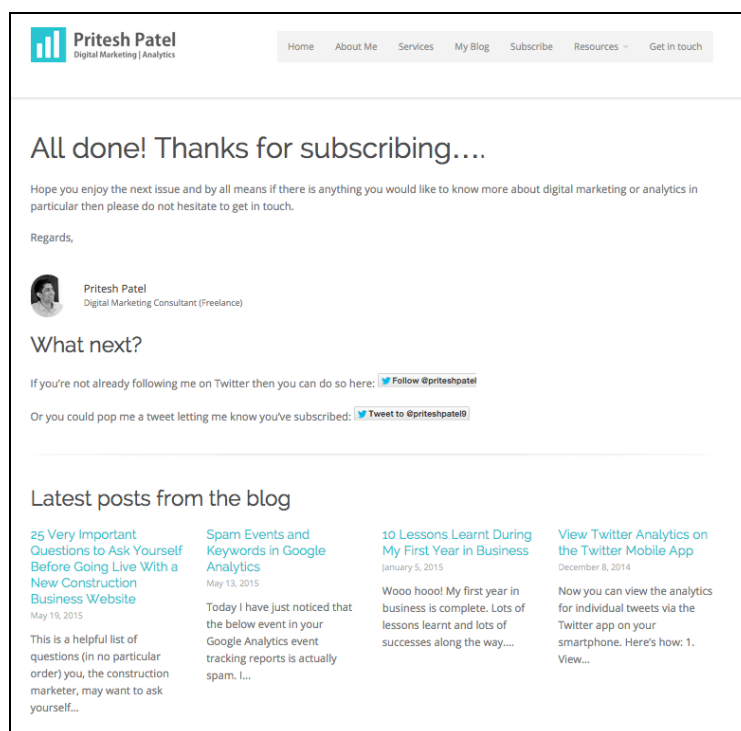 Pritesh Patel
Digital Marketing | Analytics
Home About Me Services My Blog Subscribe Resources Get in touch
All done! Thanks for subscribing….
Hope you enjoy the next issue and by all means if there is anything you would like to know more about digital marketing or analytics in
particular then please do not hesitate to get in touch.
Regards,
Pritesh Patel
Digital Marketing Consultant (Freelance)
What next?
If you're not already following me on Twitter then you can do so here: Follow @priteshpatel
Or you could pop me a tweet letting me know you've subscribed: Tweet to @priteshpatel9
Latest posts from the blog
25 Very Important
Questions to Ask Yourself
Before Going Live With a
New Construction
Business Website
May 19, 2015
This is a helpful list of
questions (in no particular
order) you, the construction
marketer, may want to ask
yourself...
Spam Events and
Keywords in Google
Analytics
May 13, 2015
Today I have just noticed that
the below event in your
Google Analytics event
tracking reports is actually
spam. I...
10 Lessons Learnt During
My First Year in Business
January 5, 2015
Wooo hooo! My first year in
business is complete. Lots of
lessons learnt and lots of
successes along the way....
View Twitter Analytics on
the Twitter Mobile App
December 8, 2014
Now you can view the analytics
for individual tweets via the
Twitter app on your
smartphone. Here's how: 1.
View...